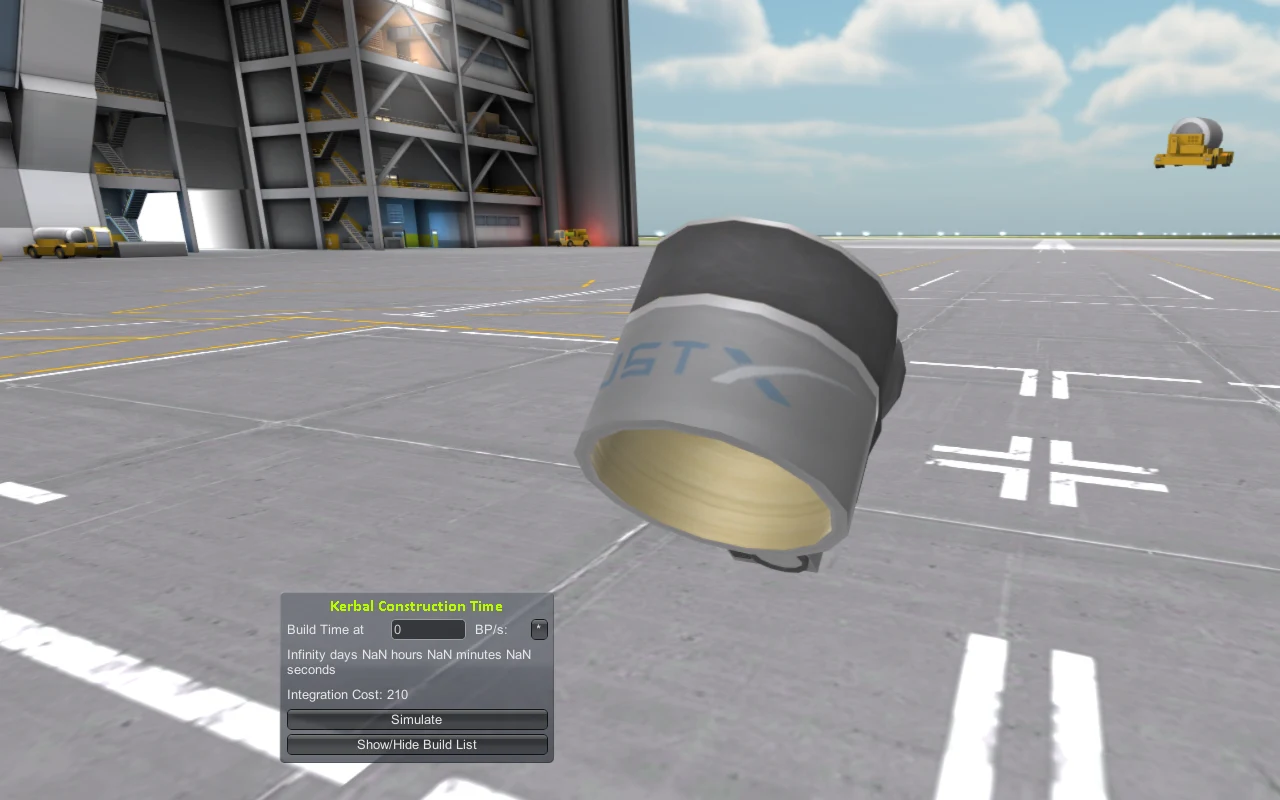 USTX
Kerbal Construction Time
Build Time at 0 BP/s: *
Infinity days NaN hours NaN minutes NaN
seconds
Integration Cost: 210
Simulate
Show/Hide Build List